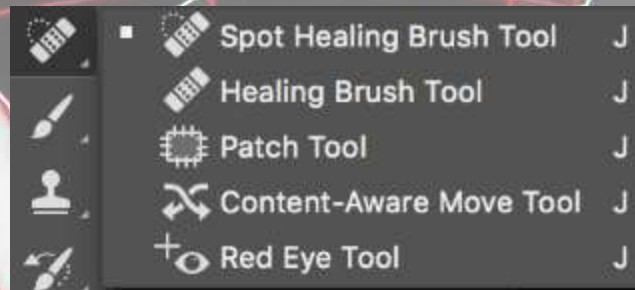 Spot Healing Brush Tool J
Healing Brush Tool J
Patch Tool J
Content-Aware Move Tool J
Red Eye Tool J